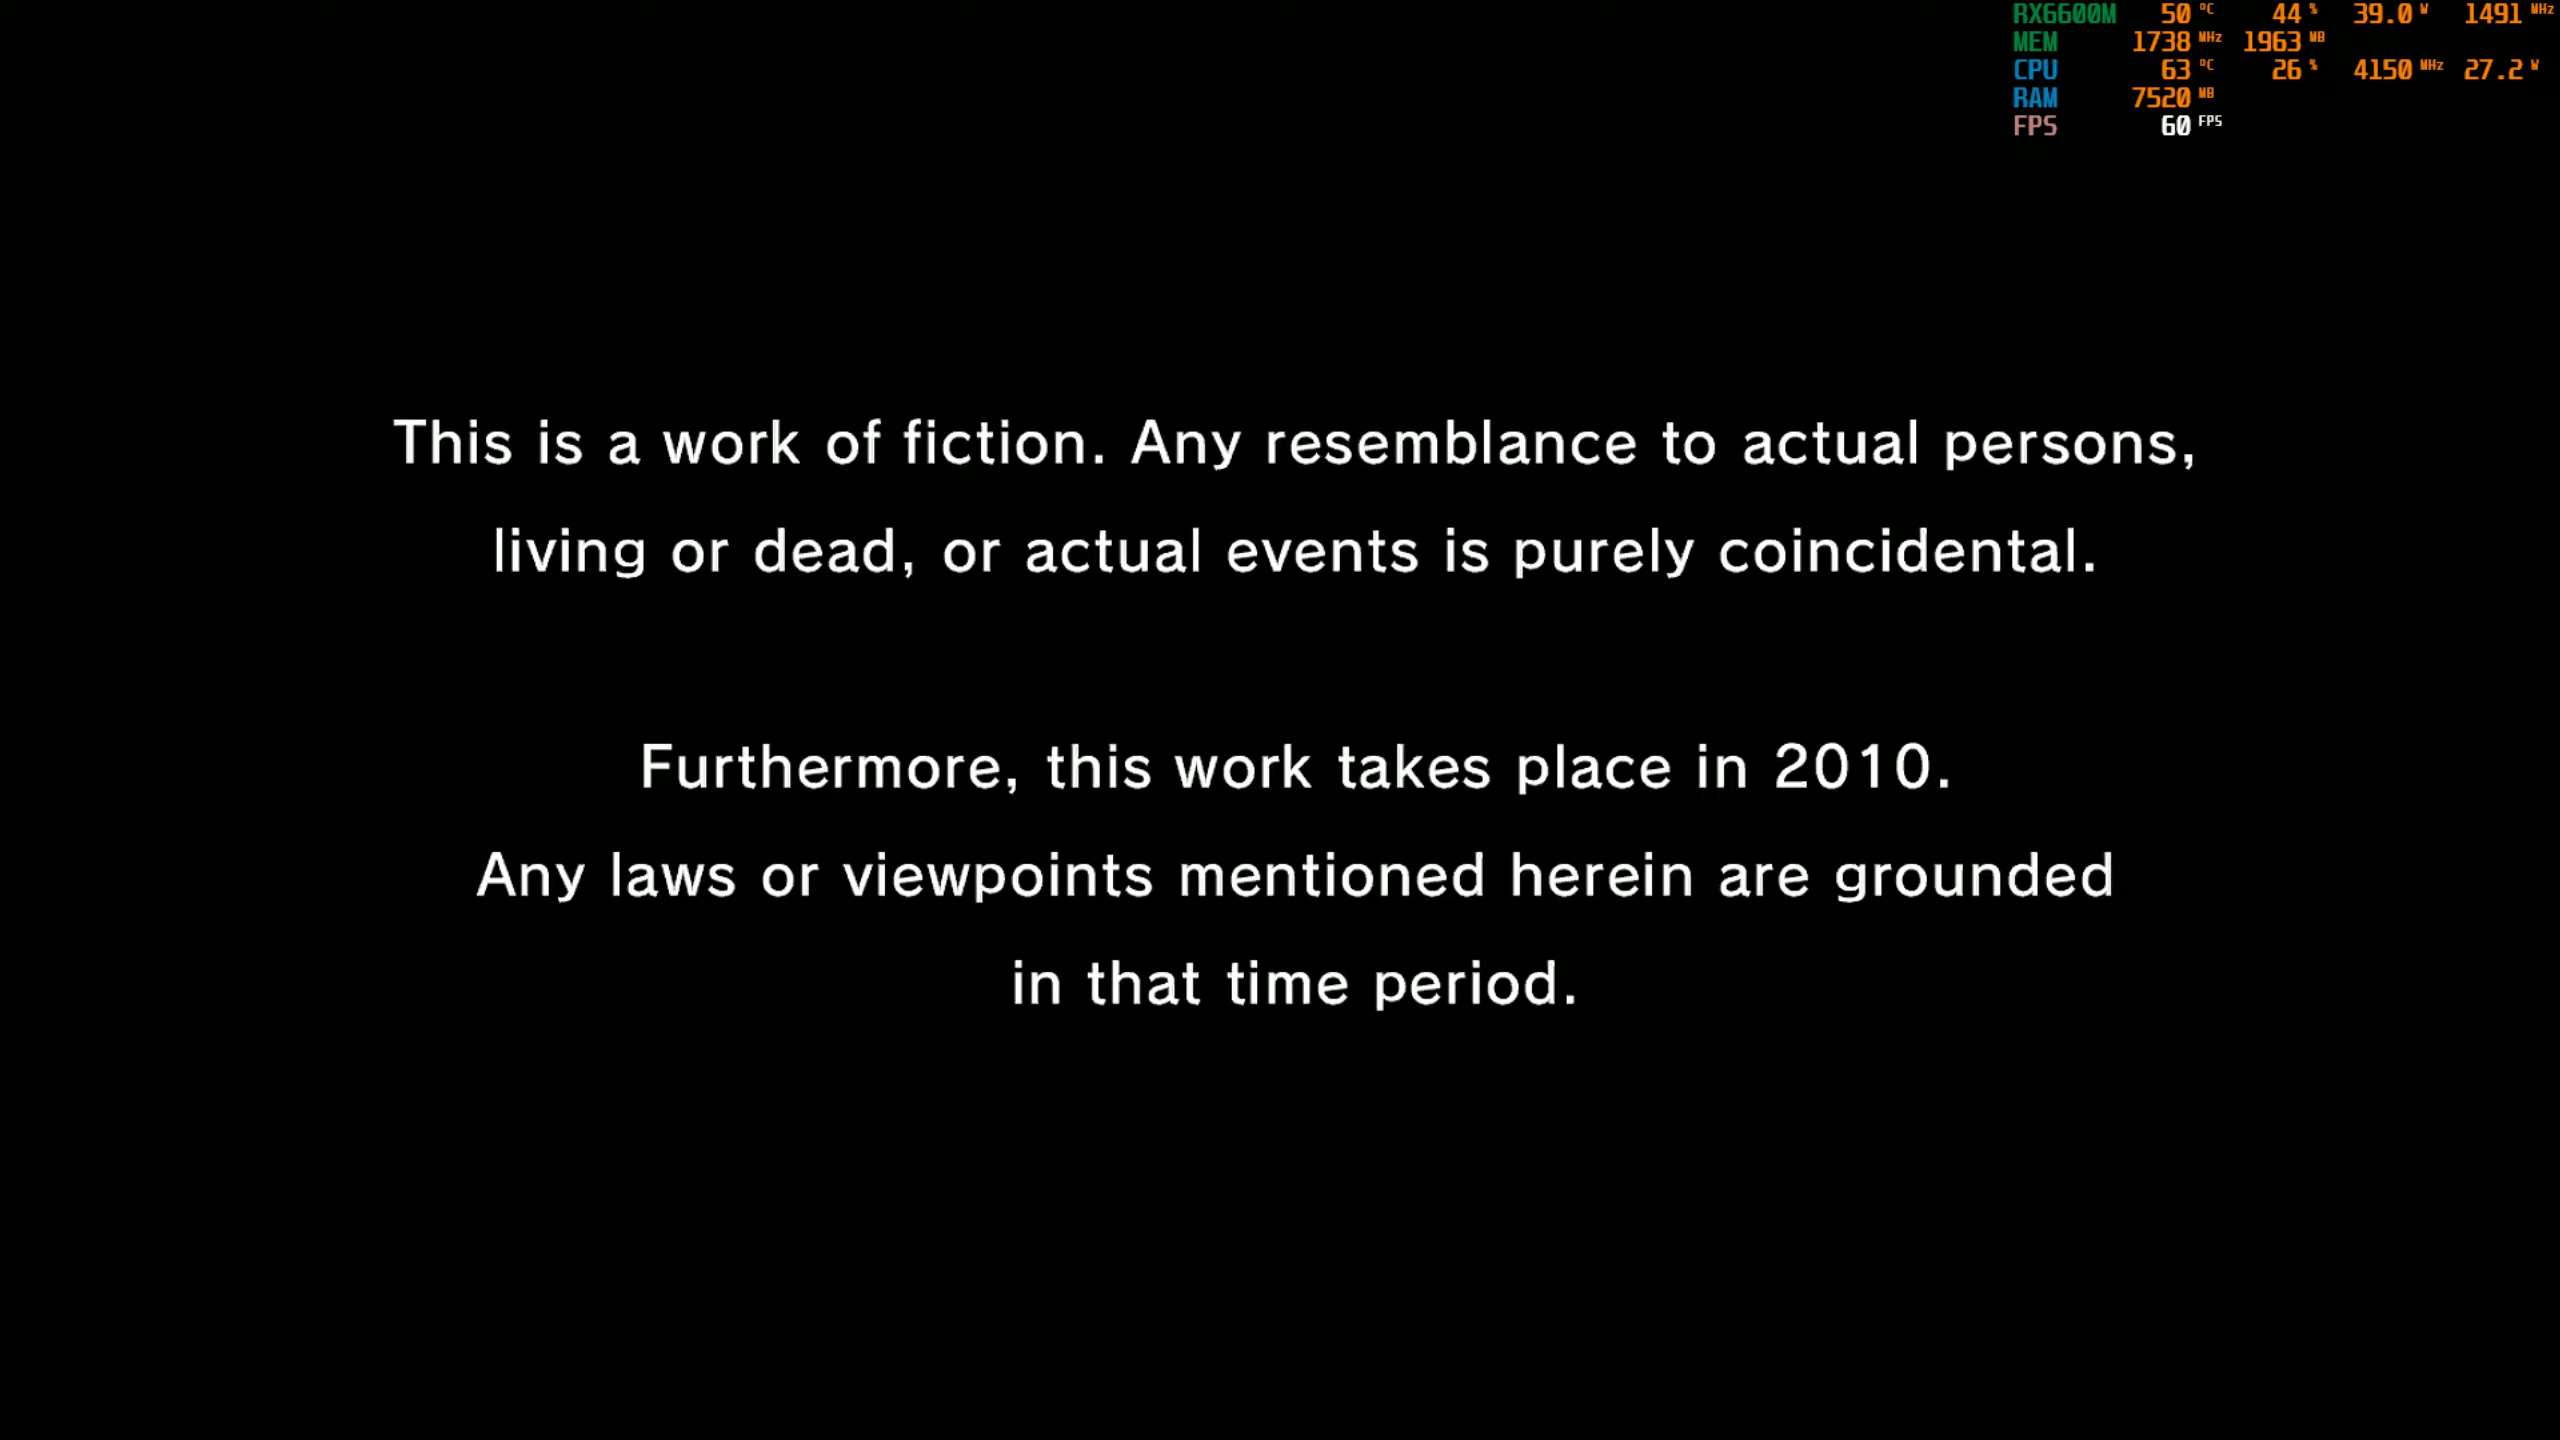 RX6600M 50 °C 44 % 39.0 W 1491 MHz
MEM 1738 MHz 1963 MB
CPU 63 °C 26 % 4150 MHz 27.2 W
RAM 7520 MB
FPS 60 FPS
This is a work of fiction. Any resemblance to actual persons,
living or dead, or actual events is purely coincidental.
Furthermore, this work takes place in 2010.
Any laws or viewpoints mentioned herein are grounded
in that time period.